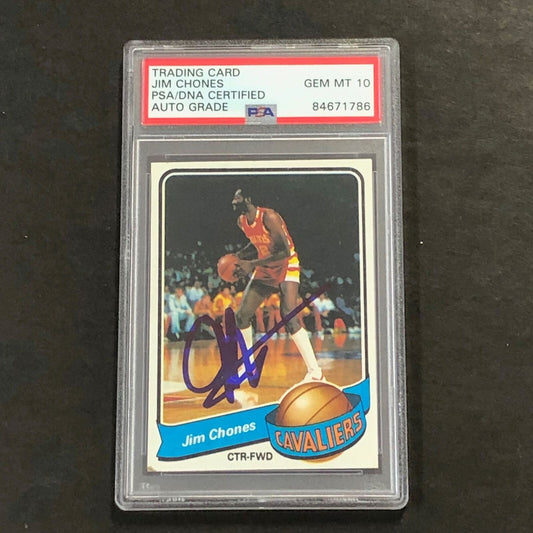 TRADING CARD
JIM CHONES
PSA/DNA CERTIFIED
AUTO GRADE
PSA
GEM MT 10
84671786
Jim Chones
CAVALIERS
CTR-FWD